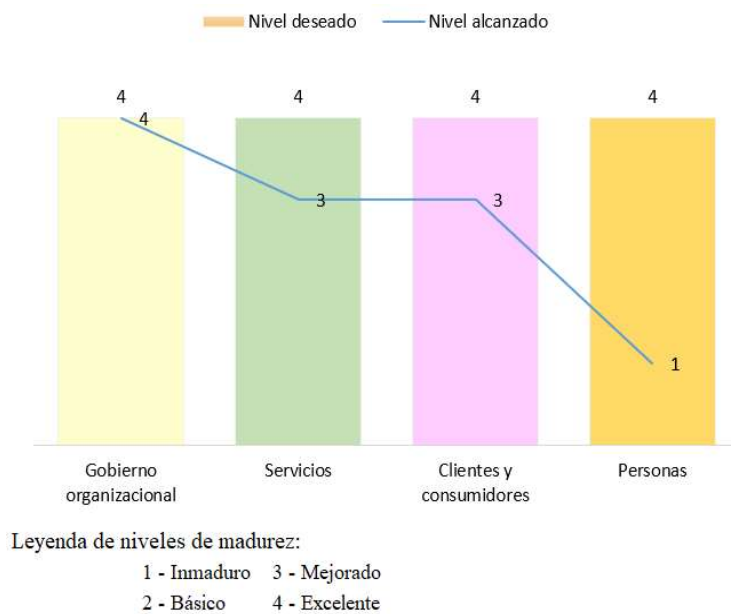 Nivel deseado Nivel alcanzado
4 4 4 4
4
3 3
1
Gobierno organizacional
Servicios
Clientes y consumidores
Personas
Leyenda de niveles de madurez:
1 - Inmaduro 3 - Mejorado
2 - Básico 4 - Excelente